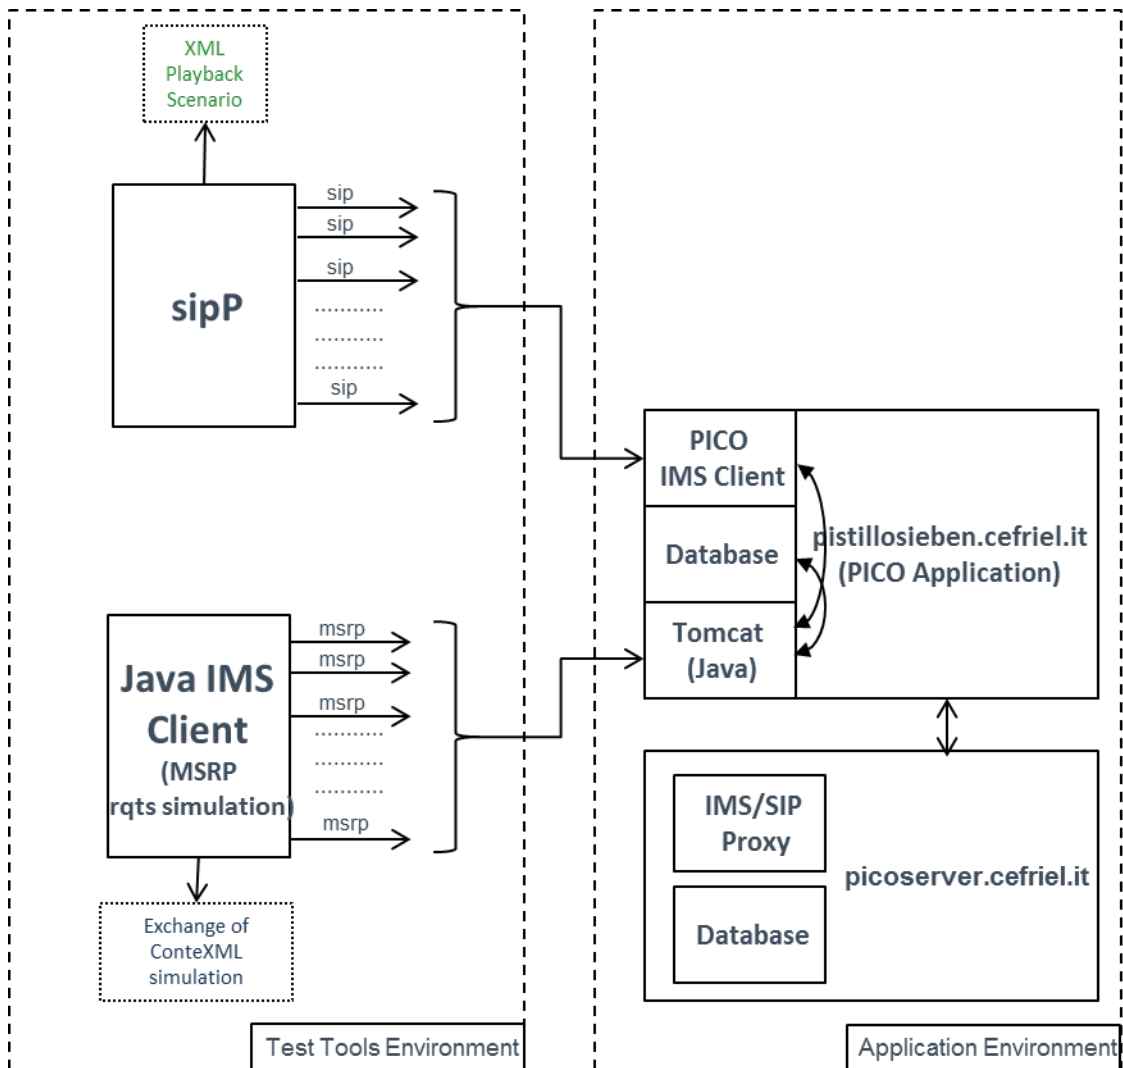 XML
Playback
Scenario
sipP
sip
sip
sip
...........
...........
...........
sip
Java IMS
Client
(MSRP
rqts simulation)
msrp
msrp
msrp
...........
...........
...........
msrp
Exchange of
ConteXML
simulation
Test Tools Environment
PICO
IMS Client
Database
Tomcat
(Java)
pistillosieben.cefriel.it
(PICO Application)
IMS/SIP
Proxy
Database
picoserver.cefriel.it
Application Environment